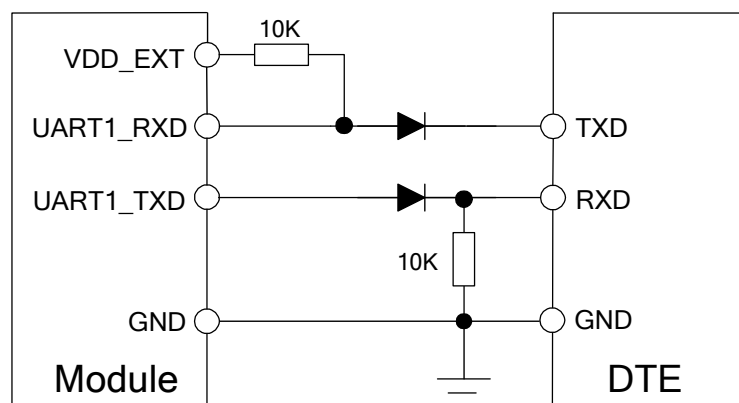 10K
VDD_EXT
UART1_RXD
TXD
UART1_TXD
RXD
10K
GND
GND
Module
DTE